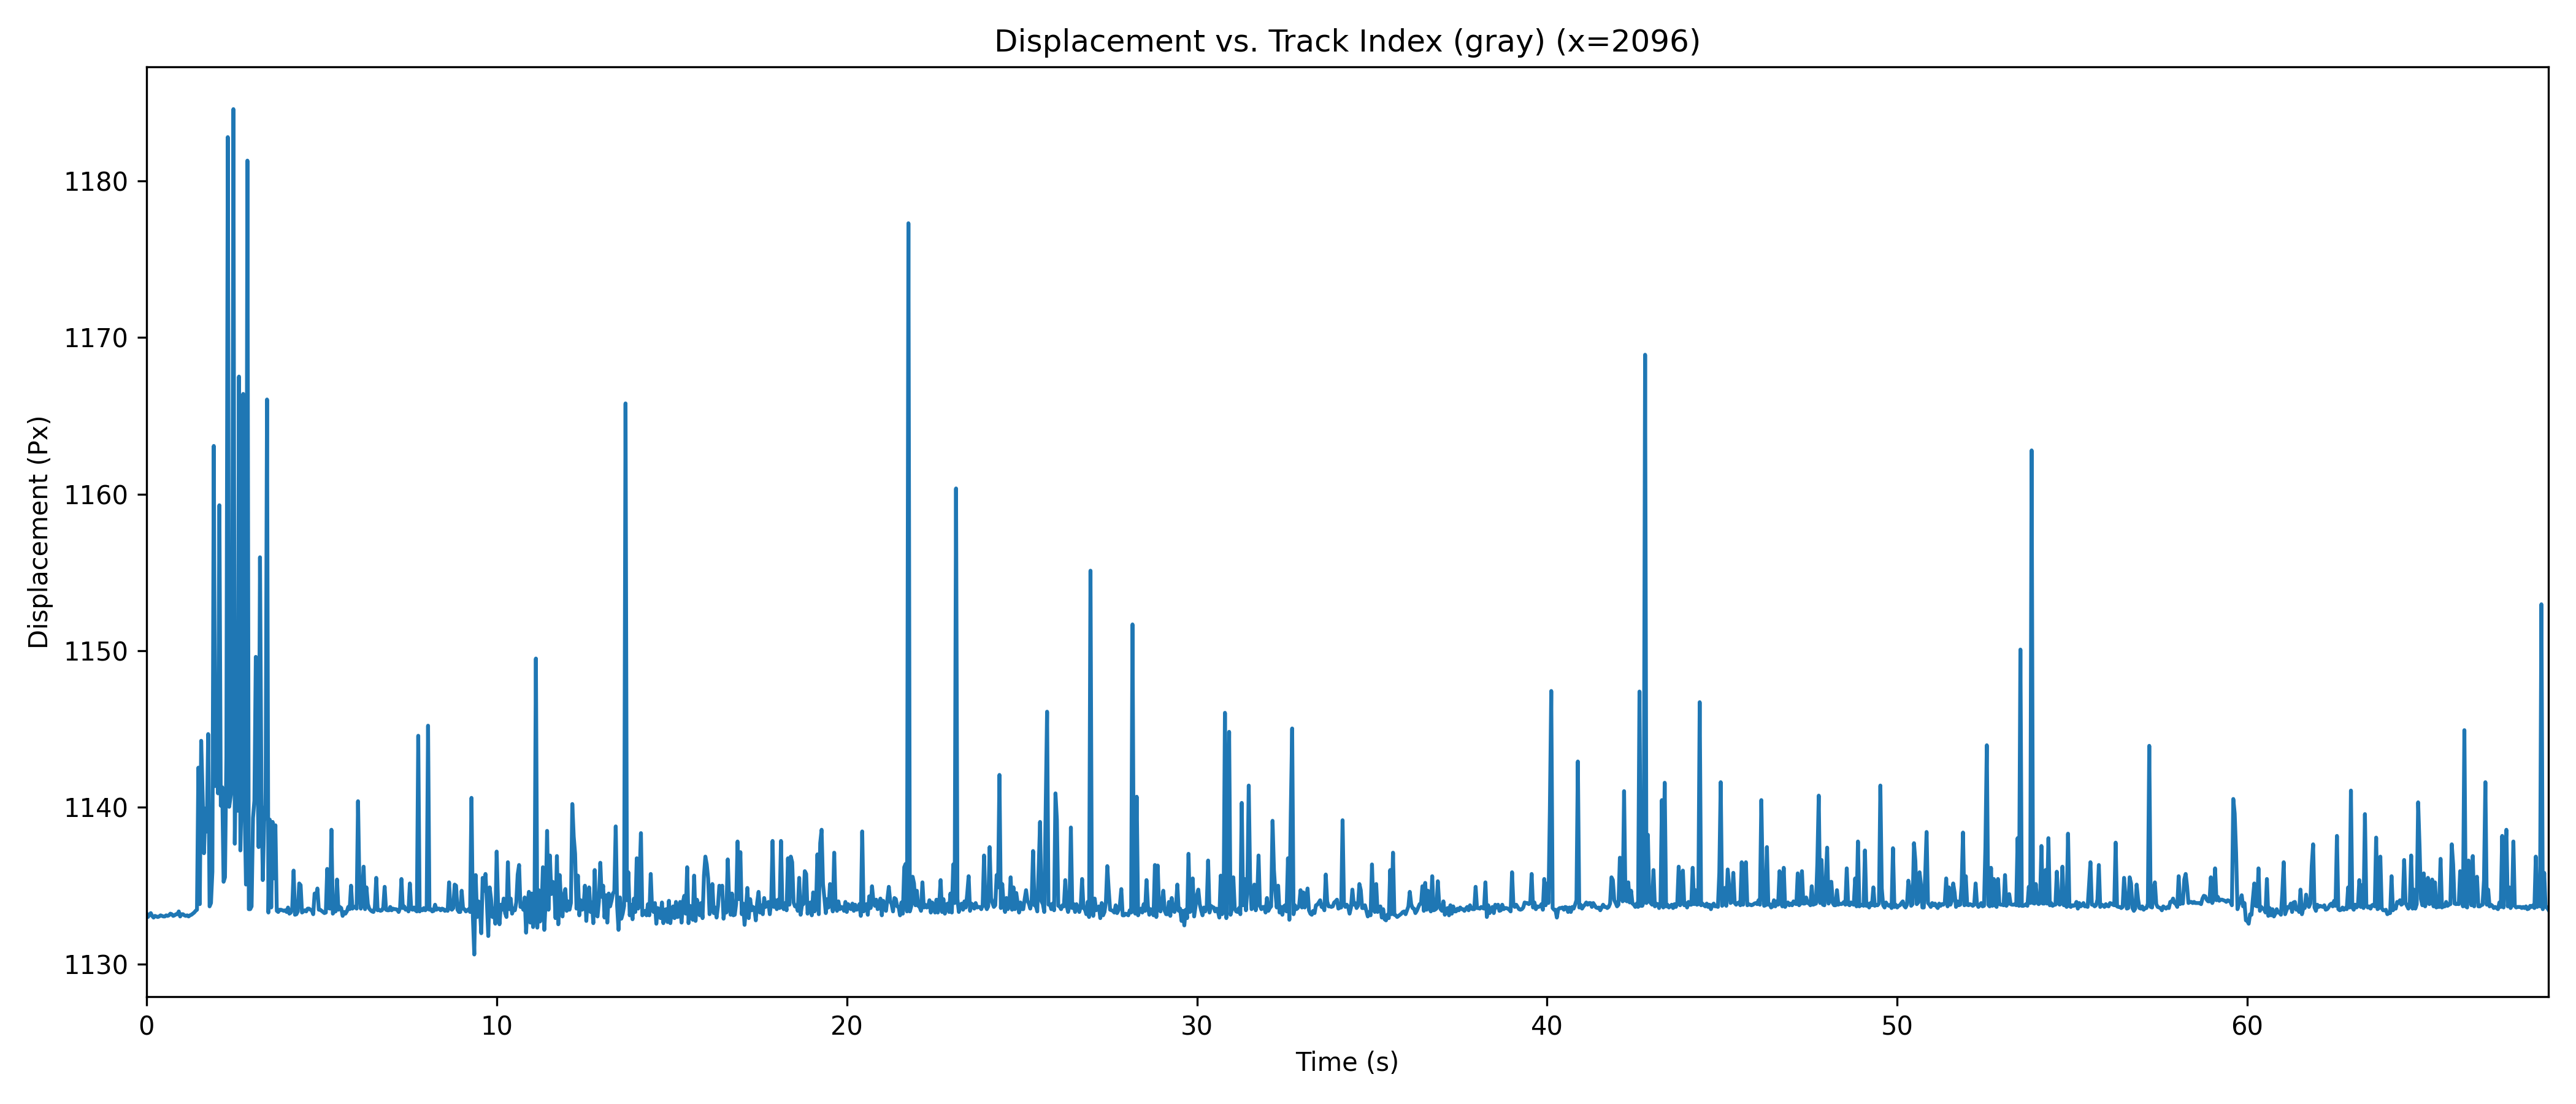 Displacement vs. Track Index (gray) (x=2096)
Displacement (Px)
1180
1170
1160
1150
1140
1130
0 10 20 30 40 50 60
Time (s)